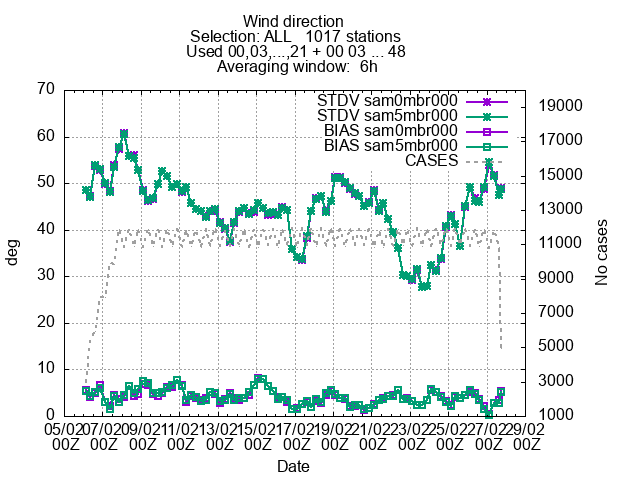 Wind direction
Selection: ALL   1017 stations
Used 00,03,...,21 + 00 03 ... 48
Averaging window:  6h
STDV sam0mbr000
STDV sam5mbr000
BIAS sam0mbr000
BIAS sam5mbr000
CASES
70
60
50
40
30
20
10
0
deg
19000
17000
15000
13000
11000
9000
7000
5000
3000
1000
No cases
05/02 07/02 09/02 11/02 13/02 15/02 17/02 19/02 21/02 23/02 25/02 27/02 29/02
00Z 00Z 00Z 00Z 00Z 00Z 00Z 00Z 00Z 00Z 00Z 00Z 00Z
Date